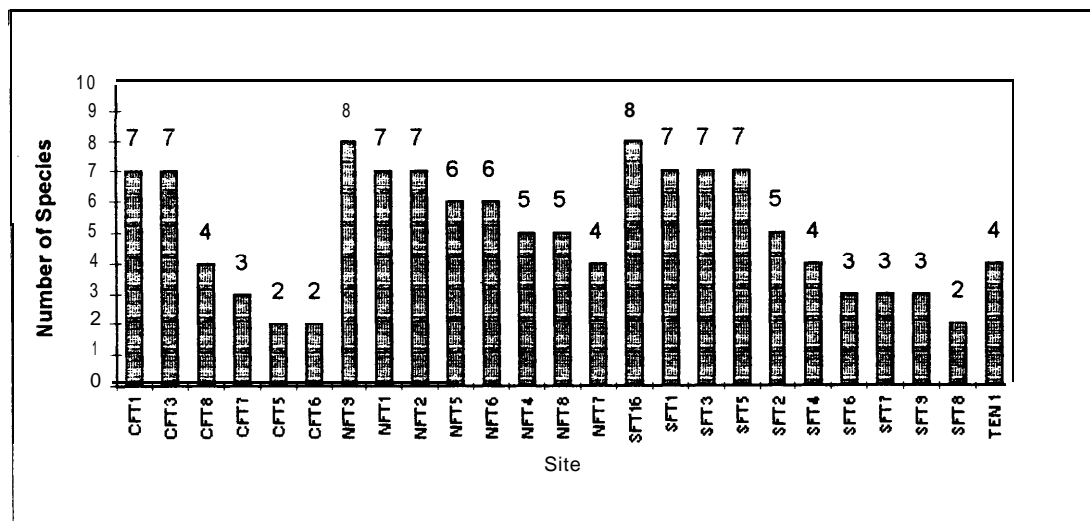 Number of Species
10
9
8
7
6
5
4
3
2
1
0
7 7 4 3 2 2 8 7 7 6 6 5 5 4 8 7 7 7 5 4 3 3 3 2 4
CFT1 CFT3 CFT8 CFT7 CFT5 CFT6 NFT9 NFT1 NFT2 NFT5 NFT6 NFT4 NFT8 NFT7 SFT16 SFT1 SFT3 SFT5 SFT2 SFT4 SFT6 SFT7 SFT9 SFT8 TEN1
Site